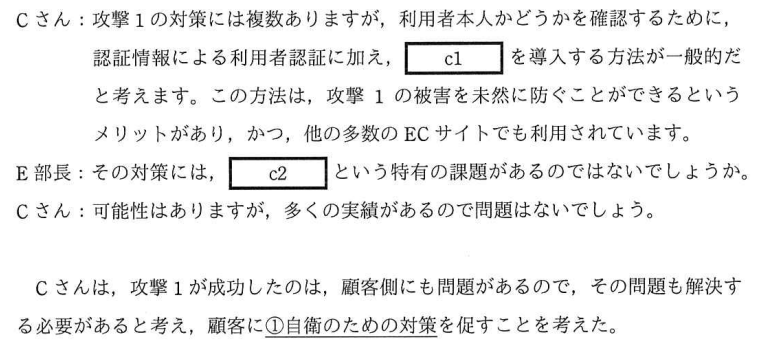 Cさん：攻撃1の対策には複数ありますが，利用者本人かどうかを確認するために，
認証情報による利用者認証に加え， c1 を導入する方法が一般的だ
と考えます。この方法は，攻撃 1 の被害を未然に防ぐことができるという
メリットがあり，かつ，他の多数の EC サイトでも利用されています。
E部長：その対策には， c2 という特有の課題があるのではないでしょうか。
Cさん：可能性はありますが，多くの実績があるので問題はないでしょう。
Cさんは，攻撃1が成功したのは，顧客側にも問題があるので，その問題も解決す
る必要があると考え，顧客に①自衛のための対策を促すことを考えた。